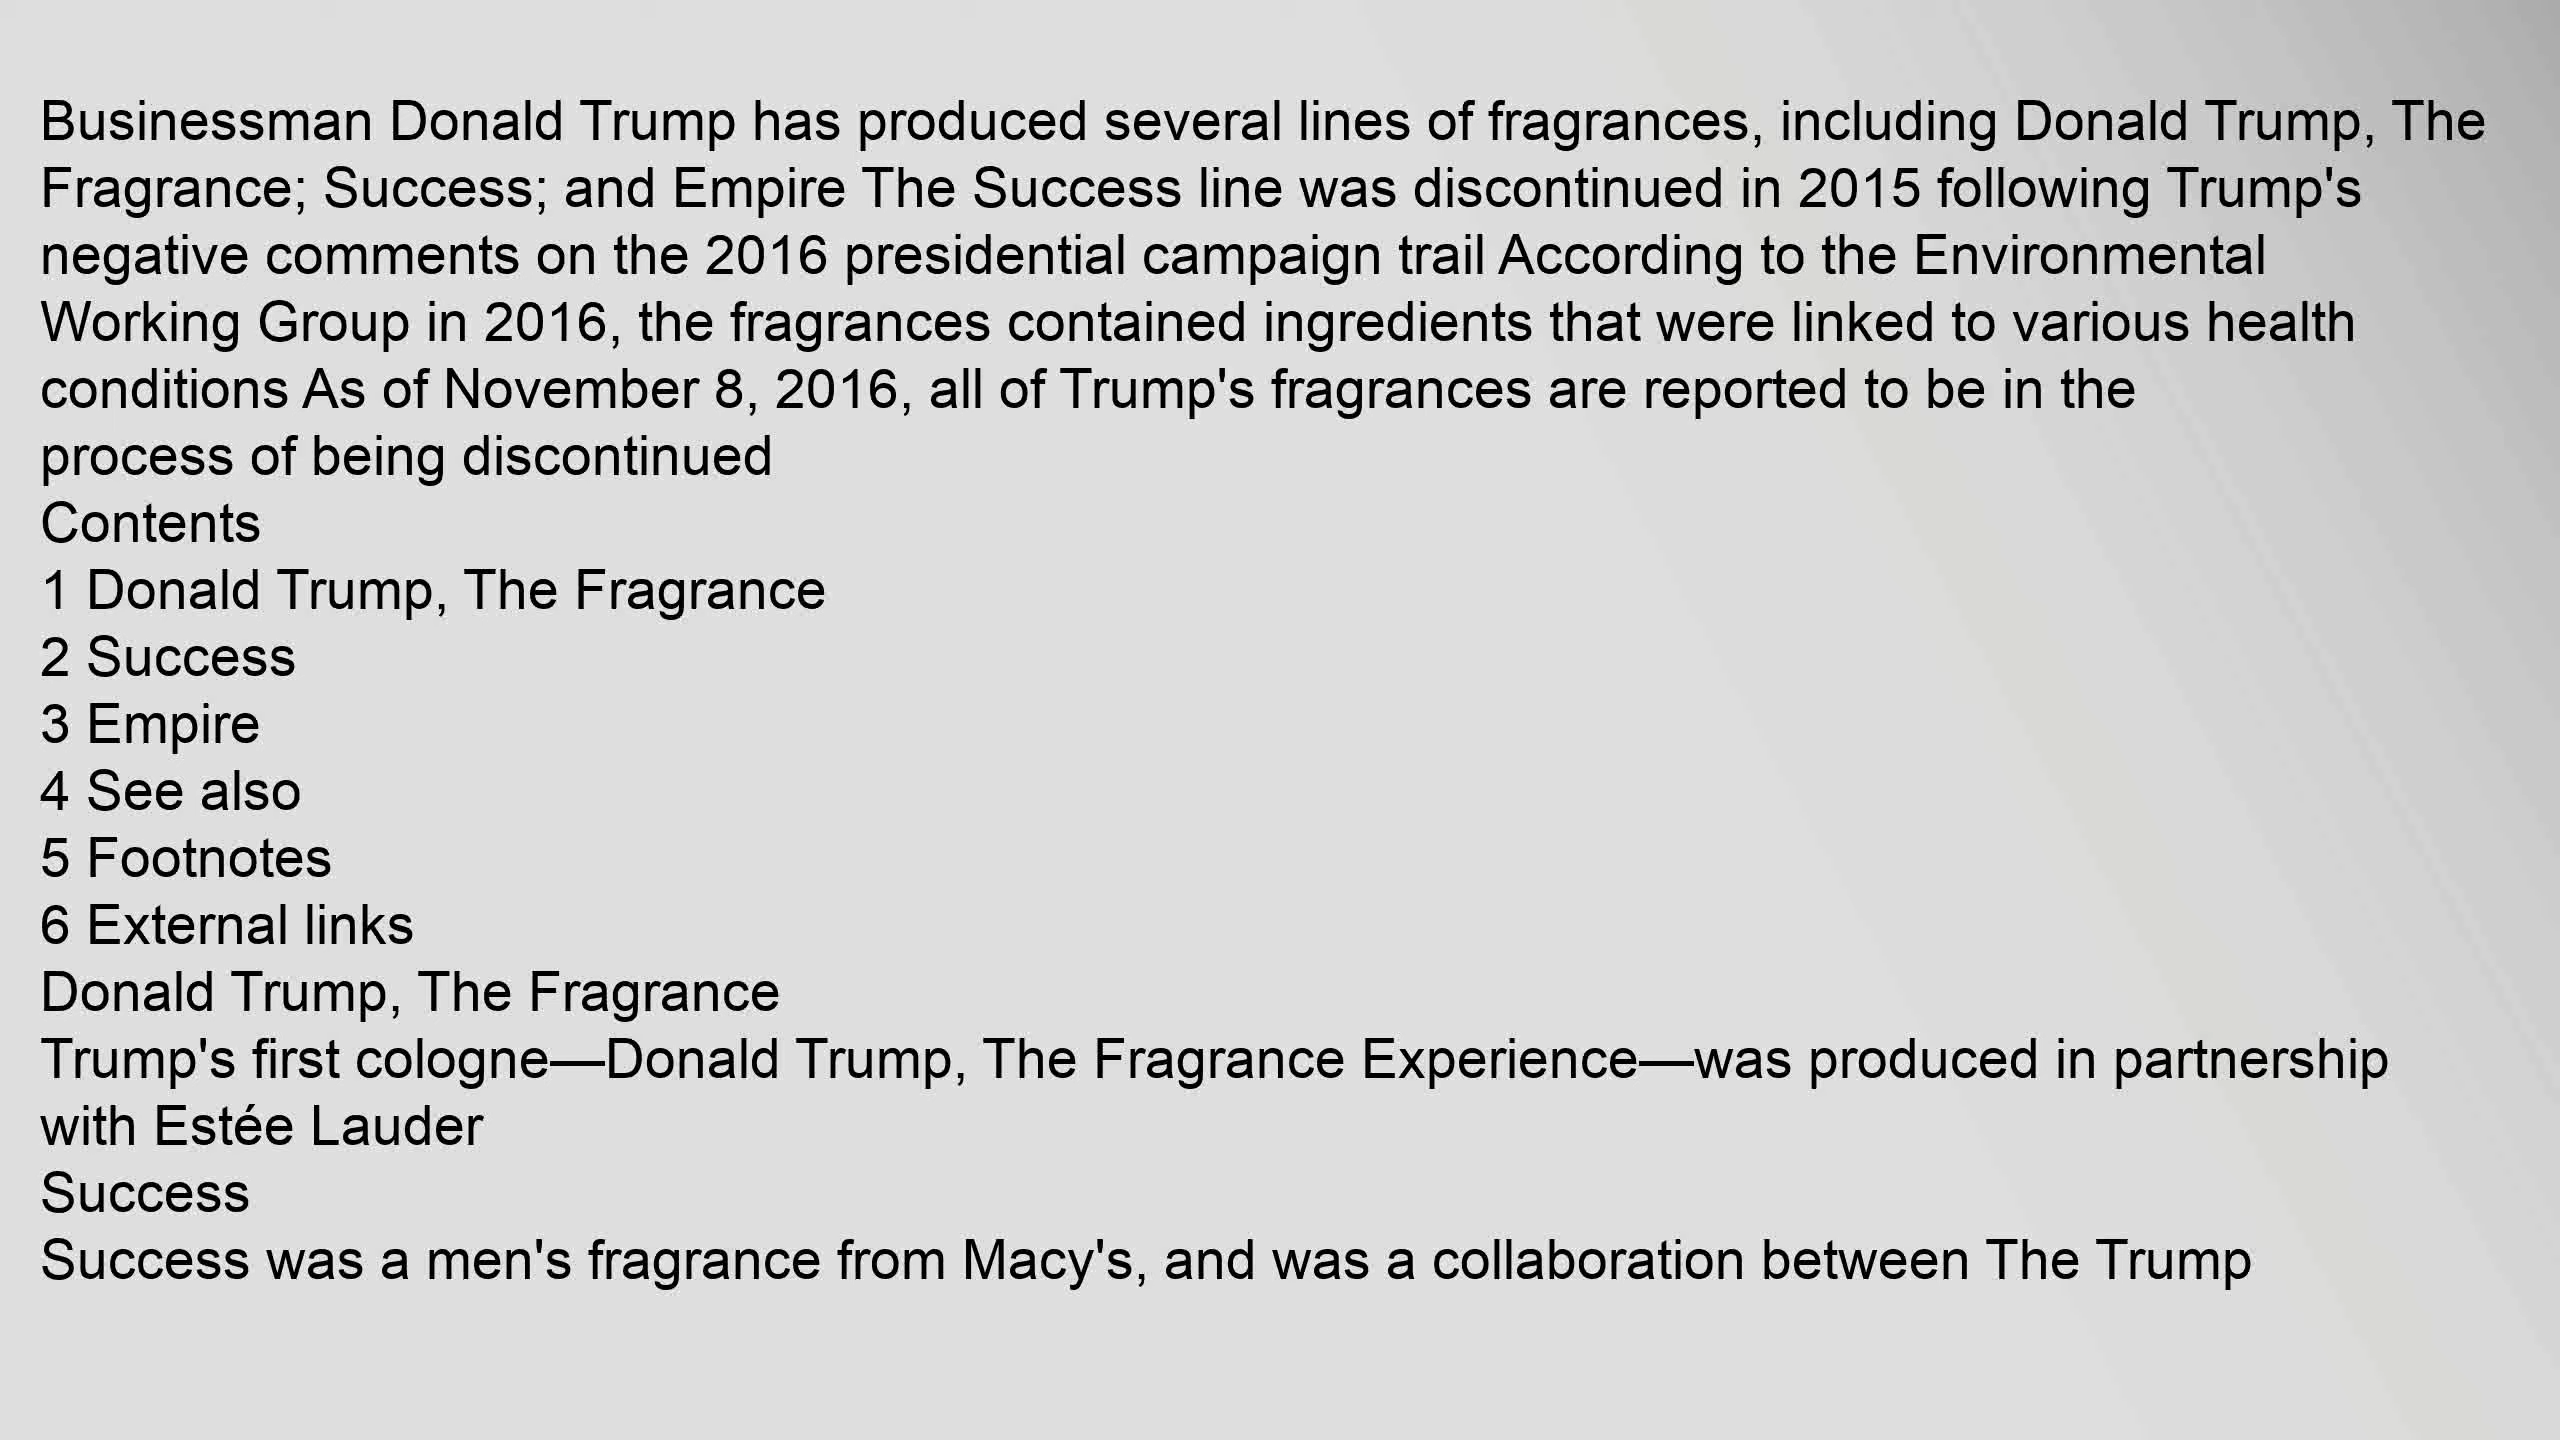 Businessman Donald Trump has produced several lines of fragrances, including Donald Trump, The
Fragrance; Success; and Empire The Success line was discontinued in 2015 following Trump's
negative comments on the 2016 presidential campaign trail According to the Environmental
Working Group in 2016, the fragrances contained ingredients that were linked to various health
conditions As of November 8, 2016, all of Trump's fragrances are reported to be in the
process of being discontinued
Contents
1 Donald Trump, The Fragrance
2 Success
3 Empire
4 See also
5 Footnotes
6 External links
Donald Trump, The Fragrance
Trump's first cologne—Donald Trump, The Fragrance Experience—was produced in partnership
with Estée Lauder
Success
Success was a men's fragrance from Macy's, and was a collaboration between The Trump